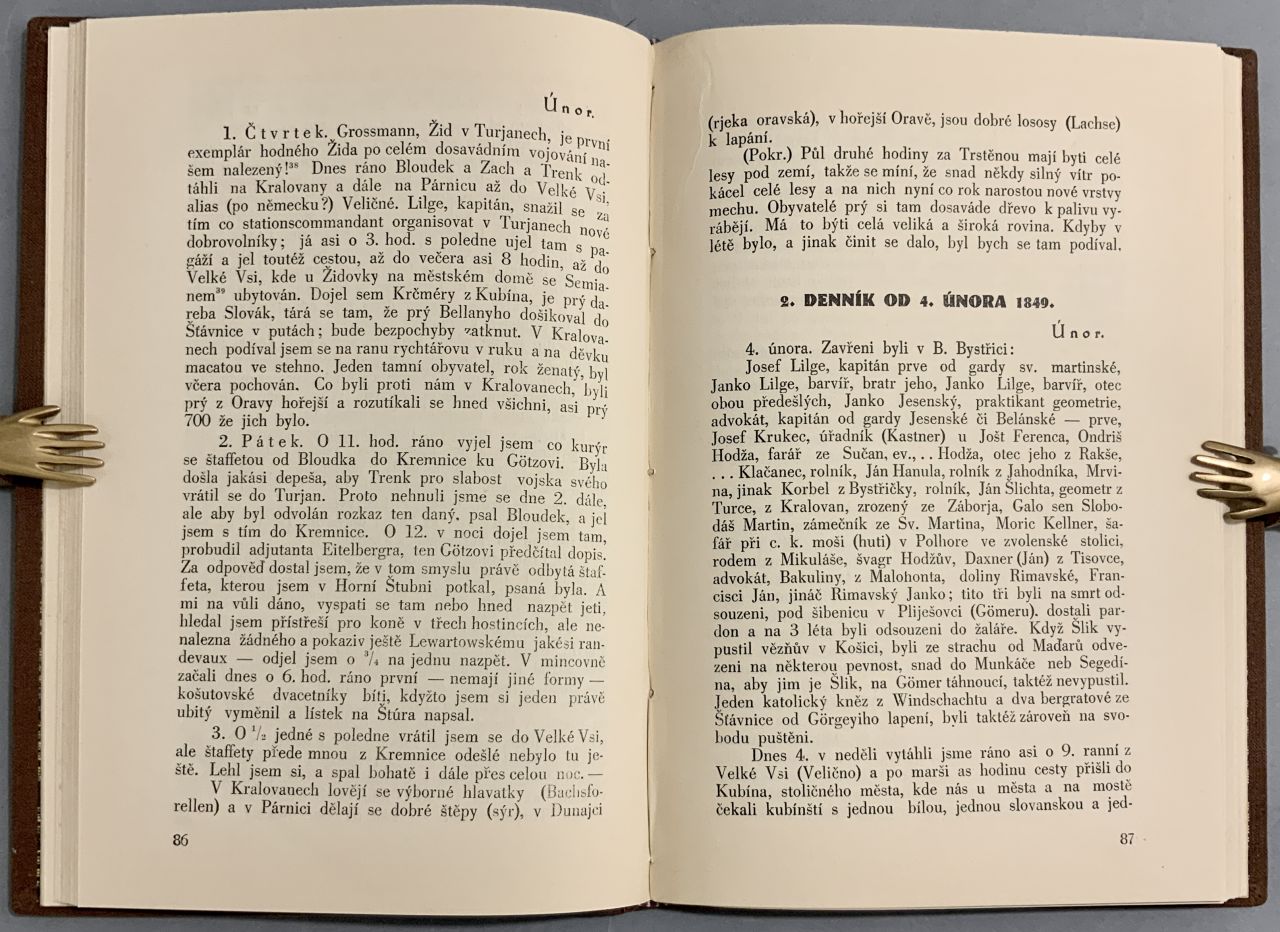 Únor.
1. Čtvrtek. Grossmann, Žid v Turjanech, je první
exemplár hodného Žida po celém dosavádním vojování na-
šem nalezený!³⁸ Dnes ráno Bloudek a Zach a Trenk od-
táhli na Kralovany a dále na Párnicu až do Velké Vsi,
alias (po německu?) Veličné. Lilge, kapitán, snažil se za
tím co stationscommandant organisovat v Turjanech nové
dobrovolníky; já asi o 3. hod. s poledne ujel tam s pa-
gáží a jel toutéž cestou, až do večera asi 8 hodin, až do
Velké Vsi, kde u Židovky na městském domě se Semia-
nem³⁹ ubytován. Dojel sem Krčméry z Kubína, je prý da-
reba Slovák, tárá se tam, že prý Bellanyho došikoval do
Šťávnice v putách; bude bezpochyby zatknut. V Kralova-
nech podíval jsem se na ranu rychtářovu v ruku a na děvku
macatou ve stehno. Jeden tamní obyvatel, rok ženatý, byl
včera pochován. Co byli proti nám v Kralovanech, byli
prý z Oravy hořejší a rozutíkali se hned všichni, asi prý
700 že jich bylo.
2. Pátek. O 11. hod. ráno vyjel jsem co kurýr
se štaffetou od Bloudka do Kremnice ku Götzovi. Byla
došla jakási depeša, aby Trenk pro slabost vojska svého
vrátil se do Turjan. Proto nehnuli jsme se dne 2. dále,
ale aby byl odvolán rozkaz ten daný, psal Bloudek, a jel
jsem s tím do Kremnice. O 12. v noci dojel jsem tam,
probudil adjutanta Eitelbergra, ten Götzovi předčítal dopis.
Za odpověď dostal jsem, že v tom smyslu právě odbytá štaf-
feta, kterou jsem v Horní Štubni potkal, psaná byla. A
mi na vůli dáno, vyspati se tam nebo hned nazpět jeti,
hledal jsem přístřeší pro koně v třech hostincích, ale ne-
nalezna žádného a pokaziv ještě Lewartowskému jakési ran-
devaux — odjel jsem o ³/₄ na jednu nazpět. V mincovně
začali dnes o 6. hod. ráno první — nemají jiné formy —
košutovské dvacetníky bíti, kdyžto jsem si jeden právě
ubitý vyměnil a lístek na Štúra napsal.
3. O ¹/₂ jedné s poledne vrátil jsem se do Velké Vsi,
ale štaffety přede mnou z Kremnice odešlé nebylo tu je-
ště. Lehl jsem si, a spal bohatě i dále přes celou noc. —
V Kralovanech lovějí se výborné hlavatky (Bachsfo-
rellen) a v Párnici dělají se dobré štěpy (sýr), v Dunajci
86
(rjeka oravská), v hořejší Oravě, jsou dobré lososy (Lachse)
k lapání.
(Pokr.) Půl druhé hodiny za Trstěnou mají byti celé
lesy pod zemí, takže se míní, že snad někdy silný vítr po-
kácel celé lesy a na nich nyní co rok narostou nové vrstvy
mechu. Obyvatelé prý si tam dosaváde dřevo k palivu vy-
rábějí. Má to býti celá veliká a široká rovina. Kdyby v
létě bylo, a jinak činit se dalo, byl bych se tam podíval.
2. DENNÍK OD 4. ÚNORA 1849.
Únor.
4. února. Zavřeni byli v B. Bystřici:
Josef Lilge, kapitán prve od gardy sv. martinské,
Janko Lilge, barvíř, bratr jeho, Janko Lilge, barvíř, otec
obou předešlých, Janko Jesenský, praktikant geometrie,
advokát, kapitán od gardy Jesenské či Belánské — prve,
Josef Krukec, úřadník (Kastner) u Jošt Ferenca, Ondriš
Hodža, farář ze Sučan, ev., . . Hodža, otec jeho z Rakše,
. . . Klačanec, rolník, Ján Hanula, rolník z Jahodníka, Mrvi-
na, jinak Korbel z Bystřičky, rolník, Ján Šlichta, geometr z
Turce, z Kralovan, zrozený ze Záborja, Galo sen Slobo-
dáš Martin, zámečník ze Sv. Martina, Moric Kellner, ša-
fář při c. k. moši (huti) v Polhore ve zvolenské stolici,
rodem z Mikuláše, švagr Hodžův, Daxner (Ján) z Tisovce,
advokát, Bakuliny, z Malohonta, doliny Rimavské, Fran-
cisci Ján, jináč Rimavský Janko; tito tři byli na smrt od-
souzeni, pod šibenicu v Pliješovci (Gömeru). dostali par-
don a na 3 léta byli odsouzeni do žaláře. Když Šlik vy-
pustil vězňův v Košici, byli ze strachu od Maďarů odve-
zeni na některou pevnost, snad do Munkáče neb Segedí-
na, aby jim je Šlik, na Gömer táhnoucí, taktéž nevypustil.
Jeden katolický kněz z Windschachtu a dva bergratové ze
Šťávnice od Görgeyiho lapení, byli taktéž zároveň na svo-
bodu puštěni.
Dnes 4. v neděli vytáhli jsme ráno asi o 9. ranní z
Velké Vsi (Velično) a po marši as hodinu cesty přišli do
Kubína, stoličného města, kde nás u města a na mostě
čekali kubínští s jednou bílou, jednou slovanskou a jed-
87